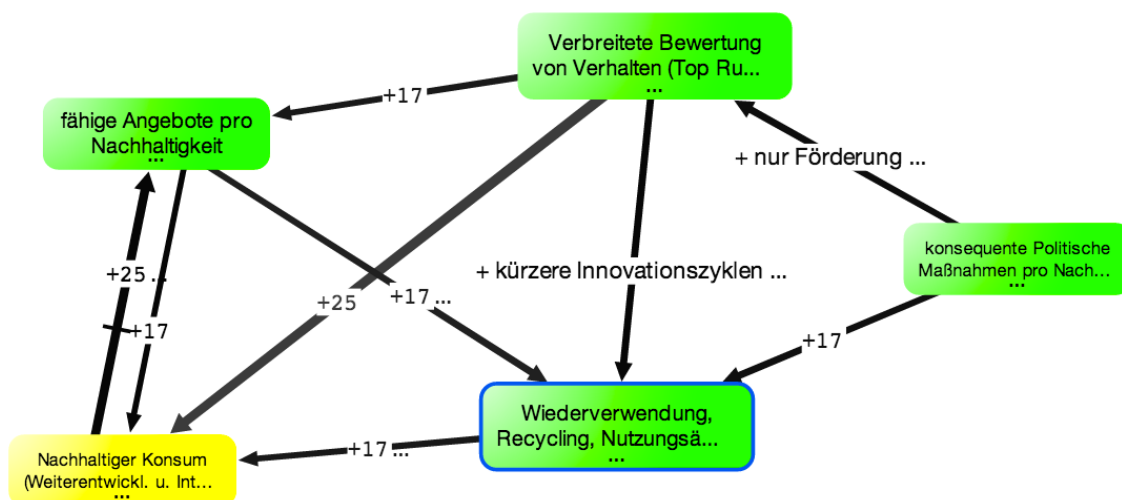 Verbreitete Bewertung
von Verhalten (Top Ru...
...
+17
fähige Angebote pro
Nachhaltigkeit
...
+ nur Förderung ...
konsequente Politische
Maßnahmen pro Nach...
...
+25 ...
+ kürzere Innovationszyklen ...
+17 ...
+25
+17
+17
Wiederverwendung,
Recycling, Nutzungsä...
...
+17 ...
Nachhaltiger Konsum
(Weiterentwickl. u. Int...
...